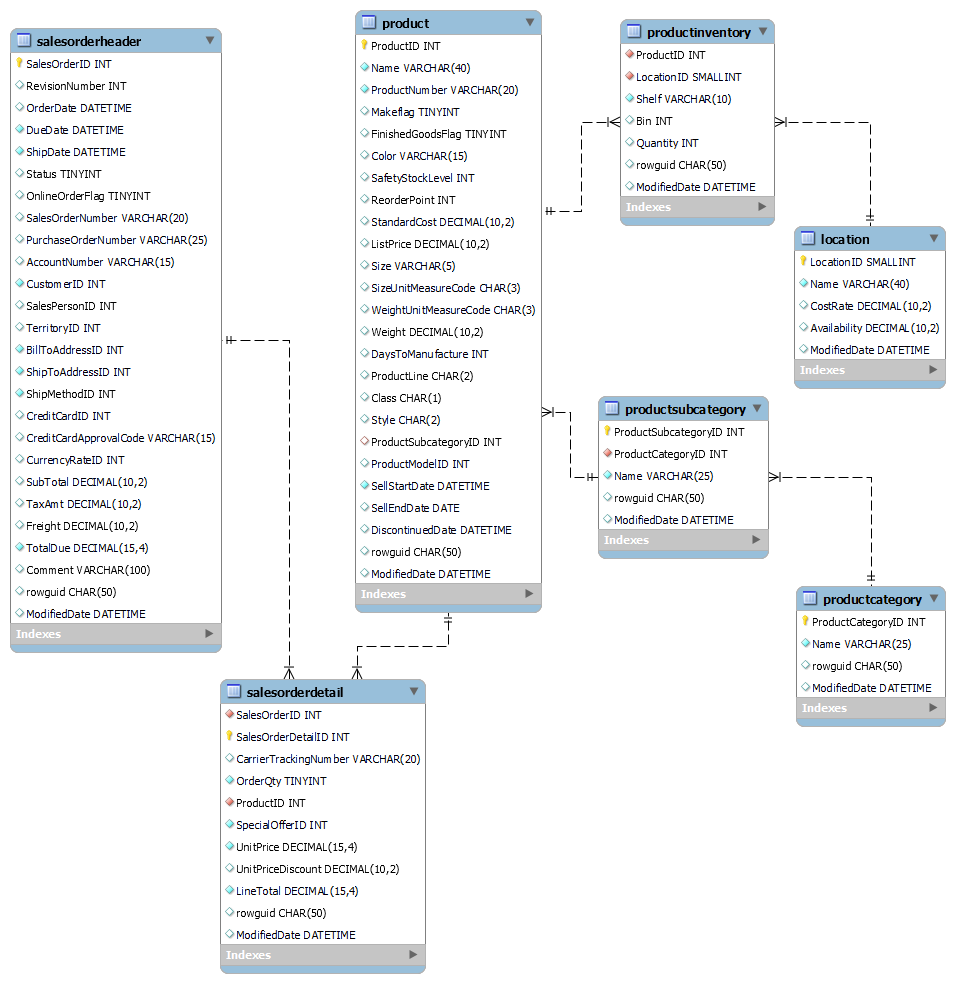 salesorderheader
SalesOrderID INT
RevisionNumber INT
OrderDate DATETIME
DueDate DATETIME
ShipDate DATETIME
Status TINYINT
OnlineOrderFlag TINYINT
SalesOrderNumber VARCHAR(20)
PurchaseOrderNumber VARCHAR(25)
AccountNumber VARCHAR(15)
CustomerID INT
SalesPersonID INT
TerritoryID INT
BillToAddressID INT
ShipToAddressID INT
ShipMethodID INT
CreditCardID INT
CreditCardApprovalCode VARCHAR(15)
CurrencyRateID INT
SubTotal DECIMAL(10,2)
TaxAmt DECIMAL(10,2)
Freight DECIMAL(10,2)
TotalDue DECIMAL(15,4)
Comment VARCHAR(100)
rowguid CHAR(50)
ModifiedDate DATETIME
Indexes
product
ProductID INT
Name VARCHAR(40)
ProductNumber VARCHAR(20)
Makeflag TINYINT
FinishedGoodsFlag TINYINT
Color VARCHAR(15)
SafetyStockLevel INT
ReorderPoint INT
StandardCost DECIMAL(10,2)
ListPrice DECIMAL(10,2)
Size VARCHAR(5)
SizeUnitMeasureCode CHAR(3)
WeightUnitMeasureCode CHAR(3)
Weight DECIMAL(10,2)
DaysToManufacture INT
ProductLine CHAR(2)
Class CHAR(1)
Style CHAR(2)
ProductSubcategoryID INT
ProductModelID INT
SellStartDate DATETIME
SellEndDate DATE
DiscontinuedDate DATETIME
rowguid CHAR(50)
ModifiedDate DATETIME
Indexes
productinventory
ProductID INT
LocationID SMALLINT
Shelf VARCHAR(10)
Bin INT
Quantity INT
rowguid CHAR(50)
ModifiedDate DATETIME
Indexes
location
LocationID SMALLINT
Name VARCHAR(40)
CostRate DECIMAL(10,2)
Availability DECIMAL(10,2)
ModifiedDate DATETIME
Indexes
productsubcategory
ProductSubcategoryID INT
ProductCategoryID INT
Name VARCHAR(25)
rowguid CHAR(50)
ModifiedDate DATETIME
Indexes
productcategory
ProductCategoryID INT
Name VARCHAR(25)
rowguid CHAR(50)
ModifiedDate DATETIME
Indexes
salesorderdetail
SalesOrderID INT
SalesOrderDetailID INT
CarrierTrackingNumber VARCHAR(20)
OrderQty TINYINT
ProductID INT
SpecialOfferID INT
UnitPrice DECIMAL(15,4)
UnitPriceDiscount DECIMAL(10,2)
LineTotal DECIMAL(15,4)
rowguid CHAR(50)
ModifiedDate DATETIME
Indexes